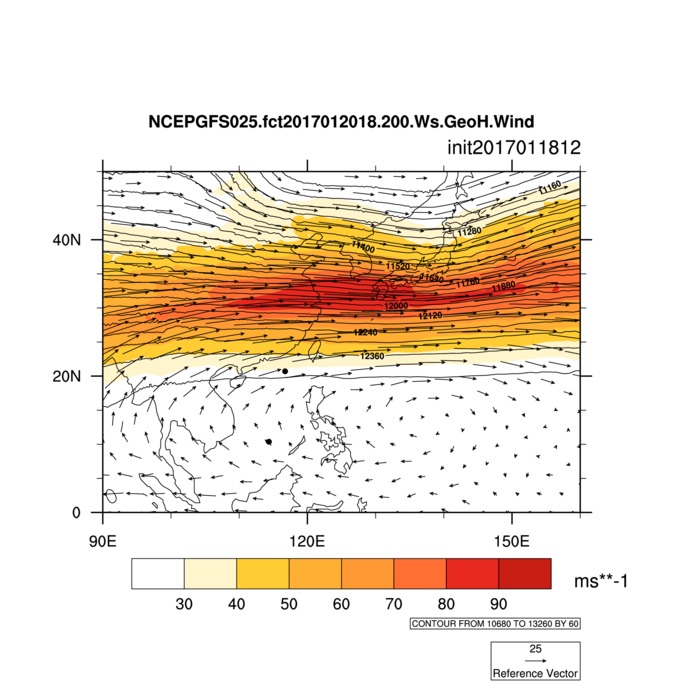 NCEPGFS025.fct2017012018.200.Ws.GeoH.Wind
init2017011812
11160
11280
11400
11520
11640
11760
11880
12000
12120
12240
12360
40N
20N
0
90E 120E 150E
30 40 50 60 70 80 90
ms**-1
CONTOUR FROM 10680 TO 13260 BY 60
25
Reference Vector